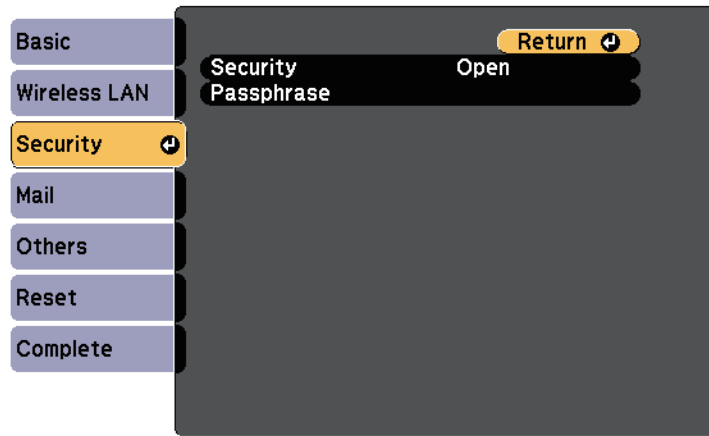 Basic
Wireless LAN
Security
Mail
Others
Reset
Complete
Return
Security Open
Passphrase